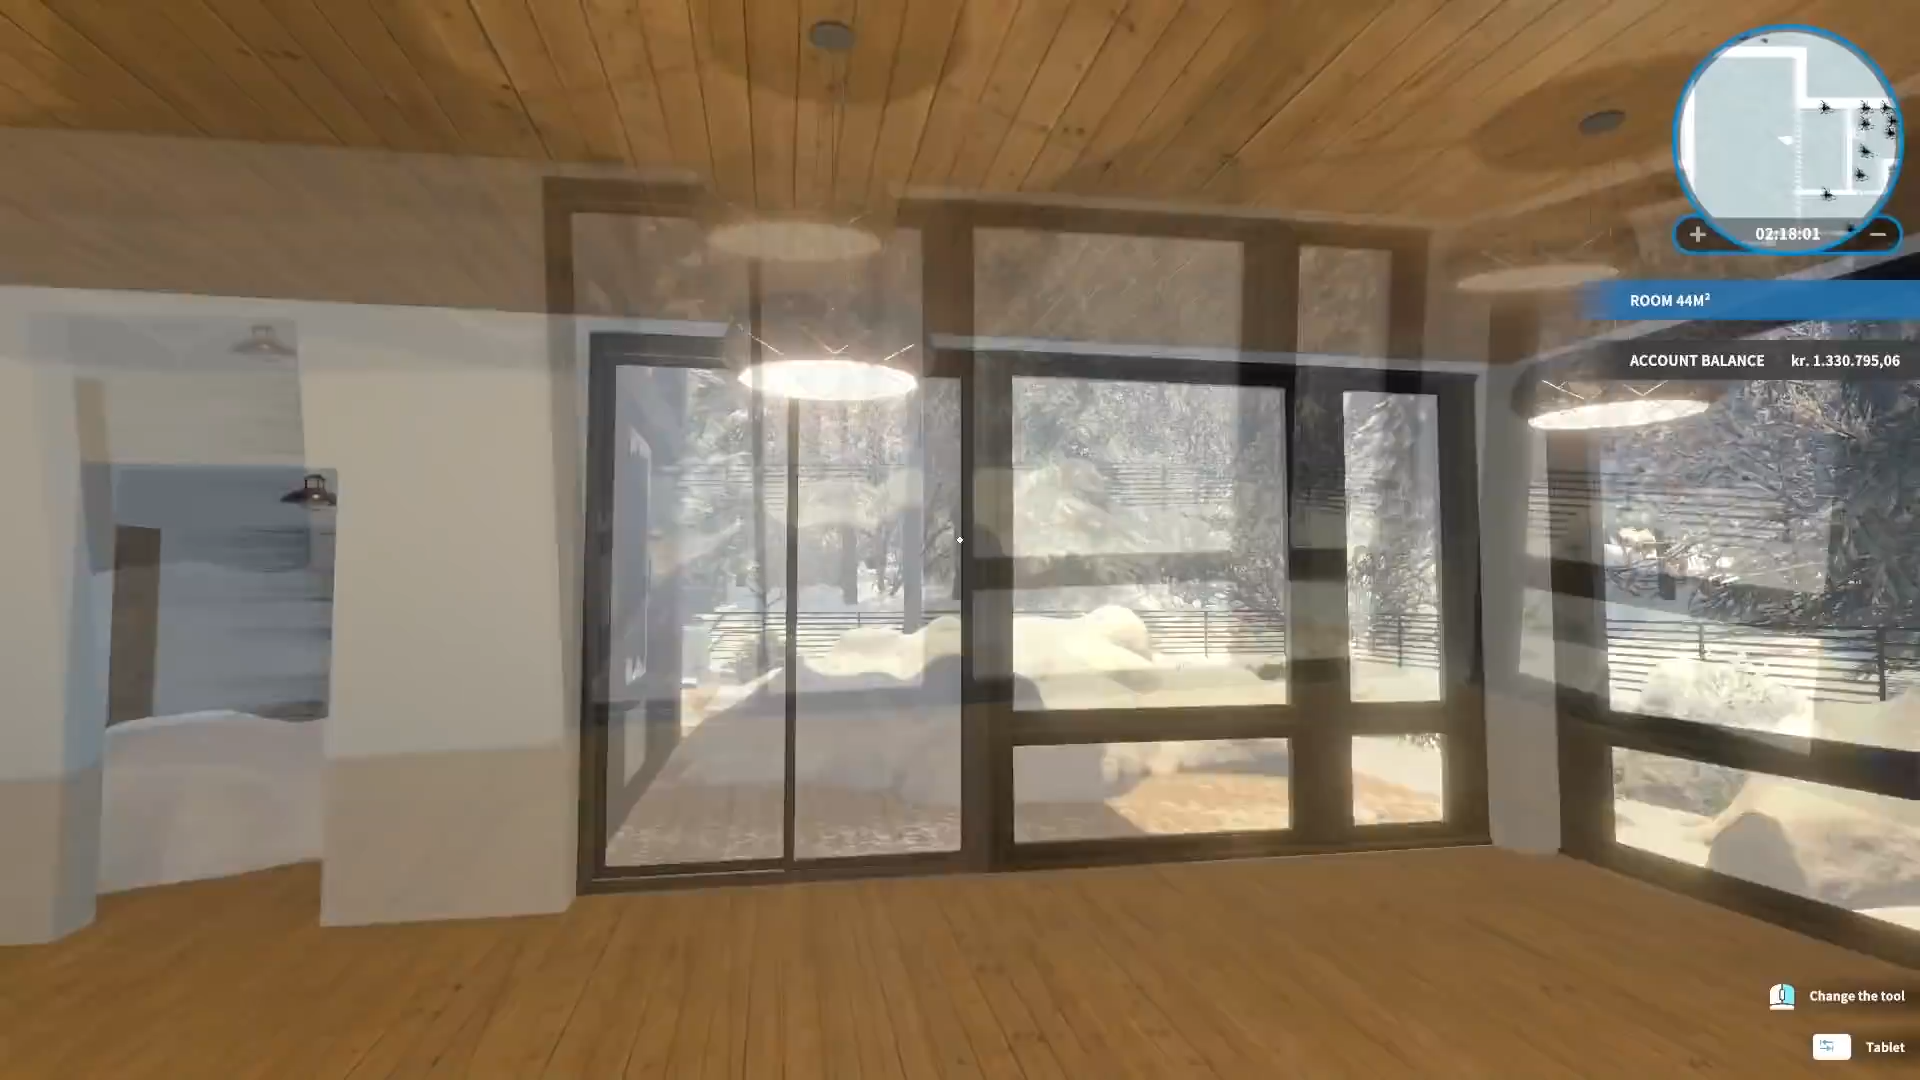 02:18:01
ROOM 44M²
ACCOUNT BALANCE kr. 1.330.795,06
Change the tool
Tablet